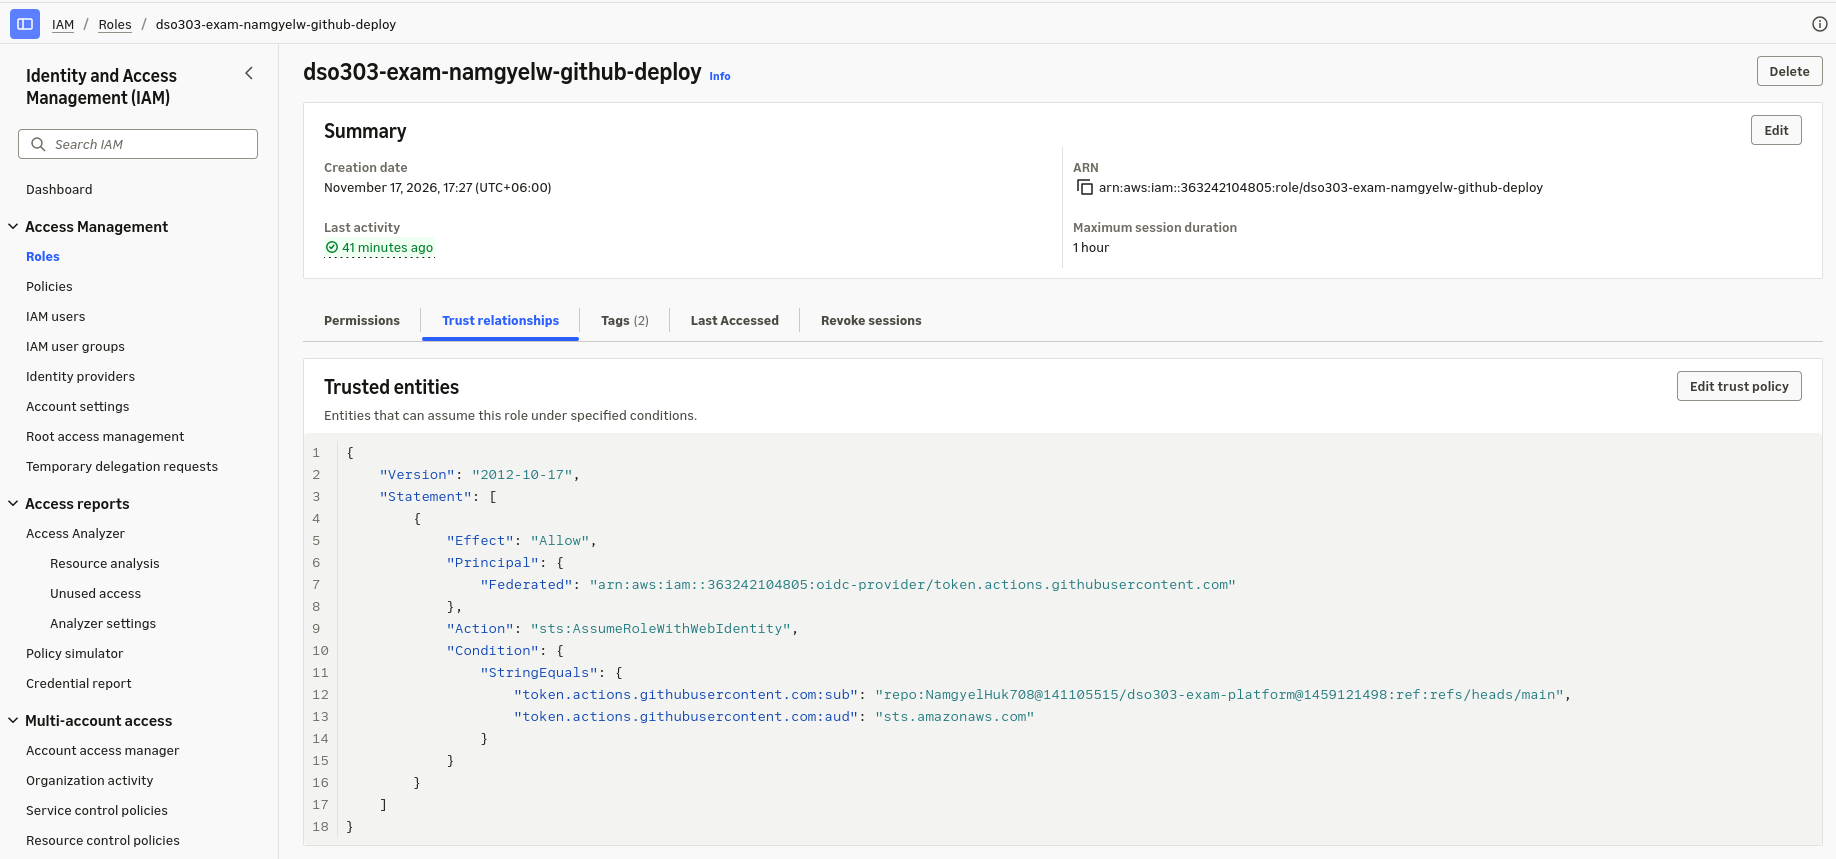 IAM / Roles / dso303-exam-namgyelw-github-deploy
Identity and Access
Management (IAM)
Search IAM
Dashboard
Access Management
Roles
Policies
IAM users
IAM user groups
Identity providers
Account settings
Root access management
Temporary delegation requests
Access reports
Access Analyzer
Resource analysis
Unused access
Analyzer settings
Policy simulator
Credential report
Multi-account access
Account access manager
Organization activity
Service control policies
Resource control policies
dso303-exam-namgyelw-github-deploy Info
Delete
Summary
Edit
Creation date
November 17, 2026, 17:27 (UTC+06:00)
ARN
arn:aws:iam::363242104805:role/dso303-exam-namgyelw-github-deploy
Last activity
41 minutes ago
Maximum session duration
1 hour
Permissions Trust relationships Tags (2) Last Accessed Revoke sessions
Trusted entities
Edit trust policy
Entities that can assume this role under specified conditions.
1 {
2 "Version": "2012-10-17",
3 "Statement": [
4 {
5 "Effect": "Allow",
6 "Principal": {
7 "Federated": "arn:aws:iam::363242104805:oidc-provider/token.actions.githubusercontent.com"
8 },
9 "Action": "sts:AssumeRoleWithWebIdentity",
10 "Condition": {
11 "StringEquals": {
12 "token.actions.githubusercontent.com:sub": "repo:NamgyelHuk708@141105515/dso303-exam-platform@1459121498:ref:refs/heads/main",
13 "token.actions.githubusercontent.com:aud": "sts.amazonaws.com"
14 }
15 }
16 }
17 ]
18 }